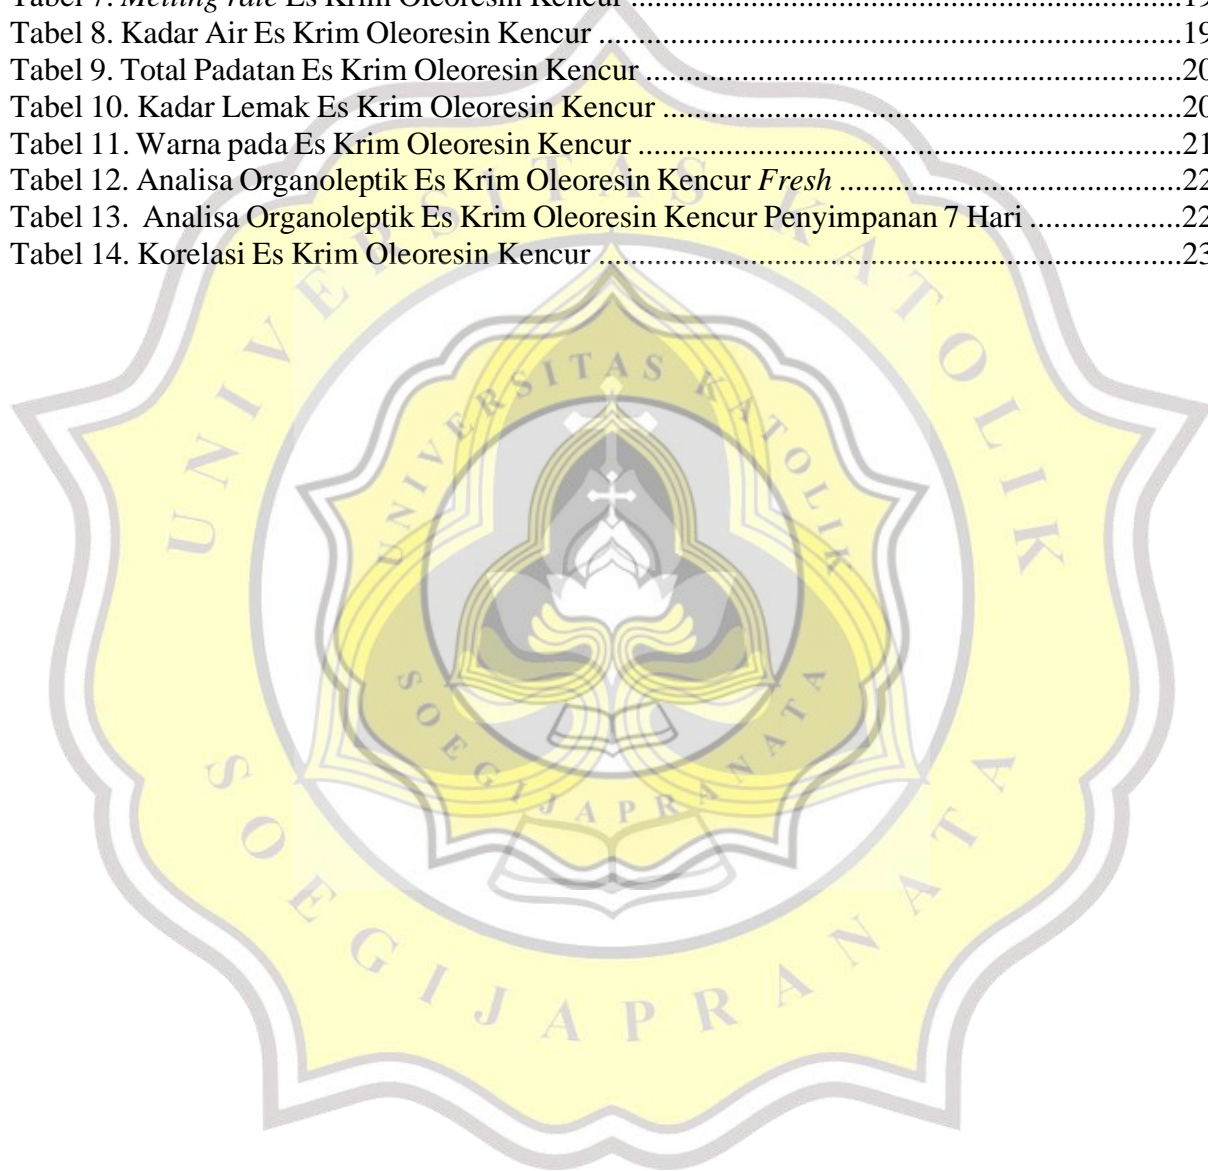 Tabel 7. Melting rate Es Krim Oleoresin Kencur ........................................................................19
Tabel 8. Kadar Air Es Krim Oleoresin Kencur ............................................................................19
Tabel 9. Total Padatan Es Krim Oleoresin Kencur ......................................................................20
Tabel 10. Kadar Lemak Es Krim Oleoresin Kencur ....................................................................20
Tabel 11. Warna pada Es Krim Oleoresin Kencur .......................................................................21
Tabel 12. Analisa Organoleptik Es Krim Oleoresin Kencur Fresh ..............................................22
Tabel 13. Analisa Organoleptik Es Krim Oleoresin Kencur Penyimpanan 7 Hari ....................22
Tabel 14. Korelasi Es Krim Oleoresin Kencur .............................................................................23
UNIVERSITAS KATOLIK
SOEGIJAPRANATA
UNIVERSITAS KATOLIK
SOEGIJAPRANATA